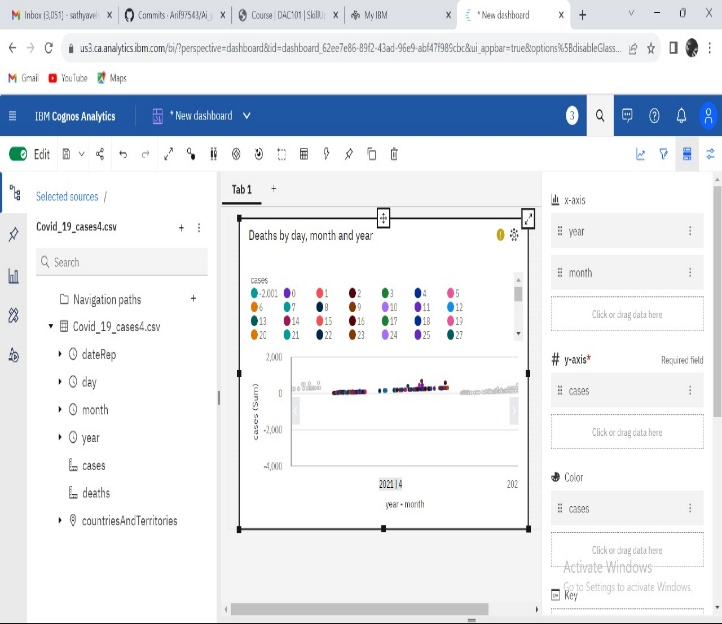 Inbox (3,051) - sathyavel
Commits · Arif97543/Ai_
Course | DAC101 | SkillU
My IBM
* New dashboard
us3.ca.analytics.ibm.com/bi/?perspective=dashboard&id=dashboard_62ee7e86-89f2-43ad-96e9-abf47f989cbc&ui_appbar=true&options%5BdisableGlass...
Gmail
YouTube
Maps
IBM Cognos Analytics
* New dashboard
3
Edit
Selected sources /
Covid_19_cases4.csv
Search
Navigation paths
Covid_19_cases4.csv
dateRep
day
month
year
cases
deaths
countriesAndTerritories
Tab 1
Deaths by day, month and year
cases
-2,001 0 1 2 3 4 5
6 7 8 9 10 11 12
13 14 15 16 17 18 19
20 21 22 23 24 25 27
2,000
0
-2,000
-4,000
cases (Sum)
2021 | 4
202
year - month
x-axis
year
month
Click or drag data here
y-axis*
Required field
cases
Click or drag data here
Color
cases
Click or drag data here
Activate Windows
Go to Settings to activate Windows.
Key